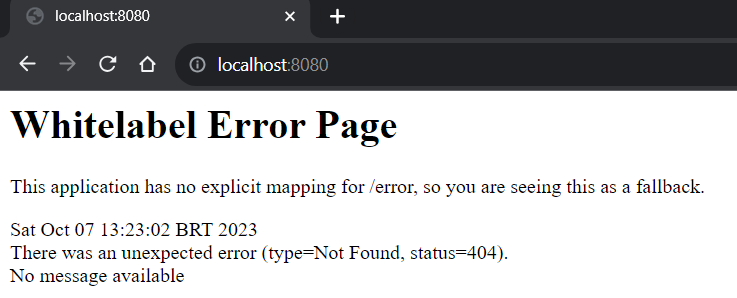 localhost:8080
localhost:8080
Whitelabel Error Page
This application has no explicit mapping for /error, so you are seeing this as a fallback.
Sat Oct 07 13:23:02 BRT 2023
There was an unexpected error (type=Not Found, status=404).
No message available